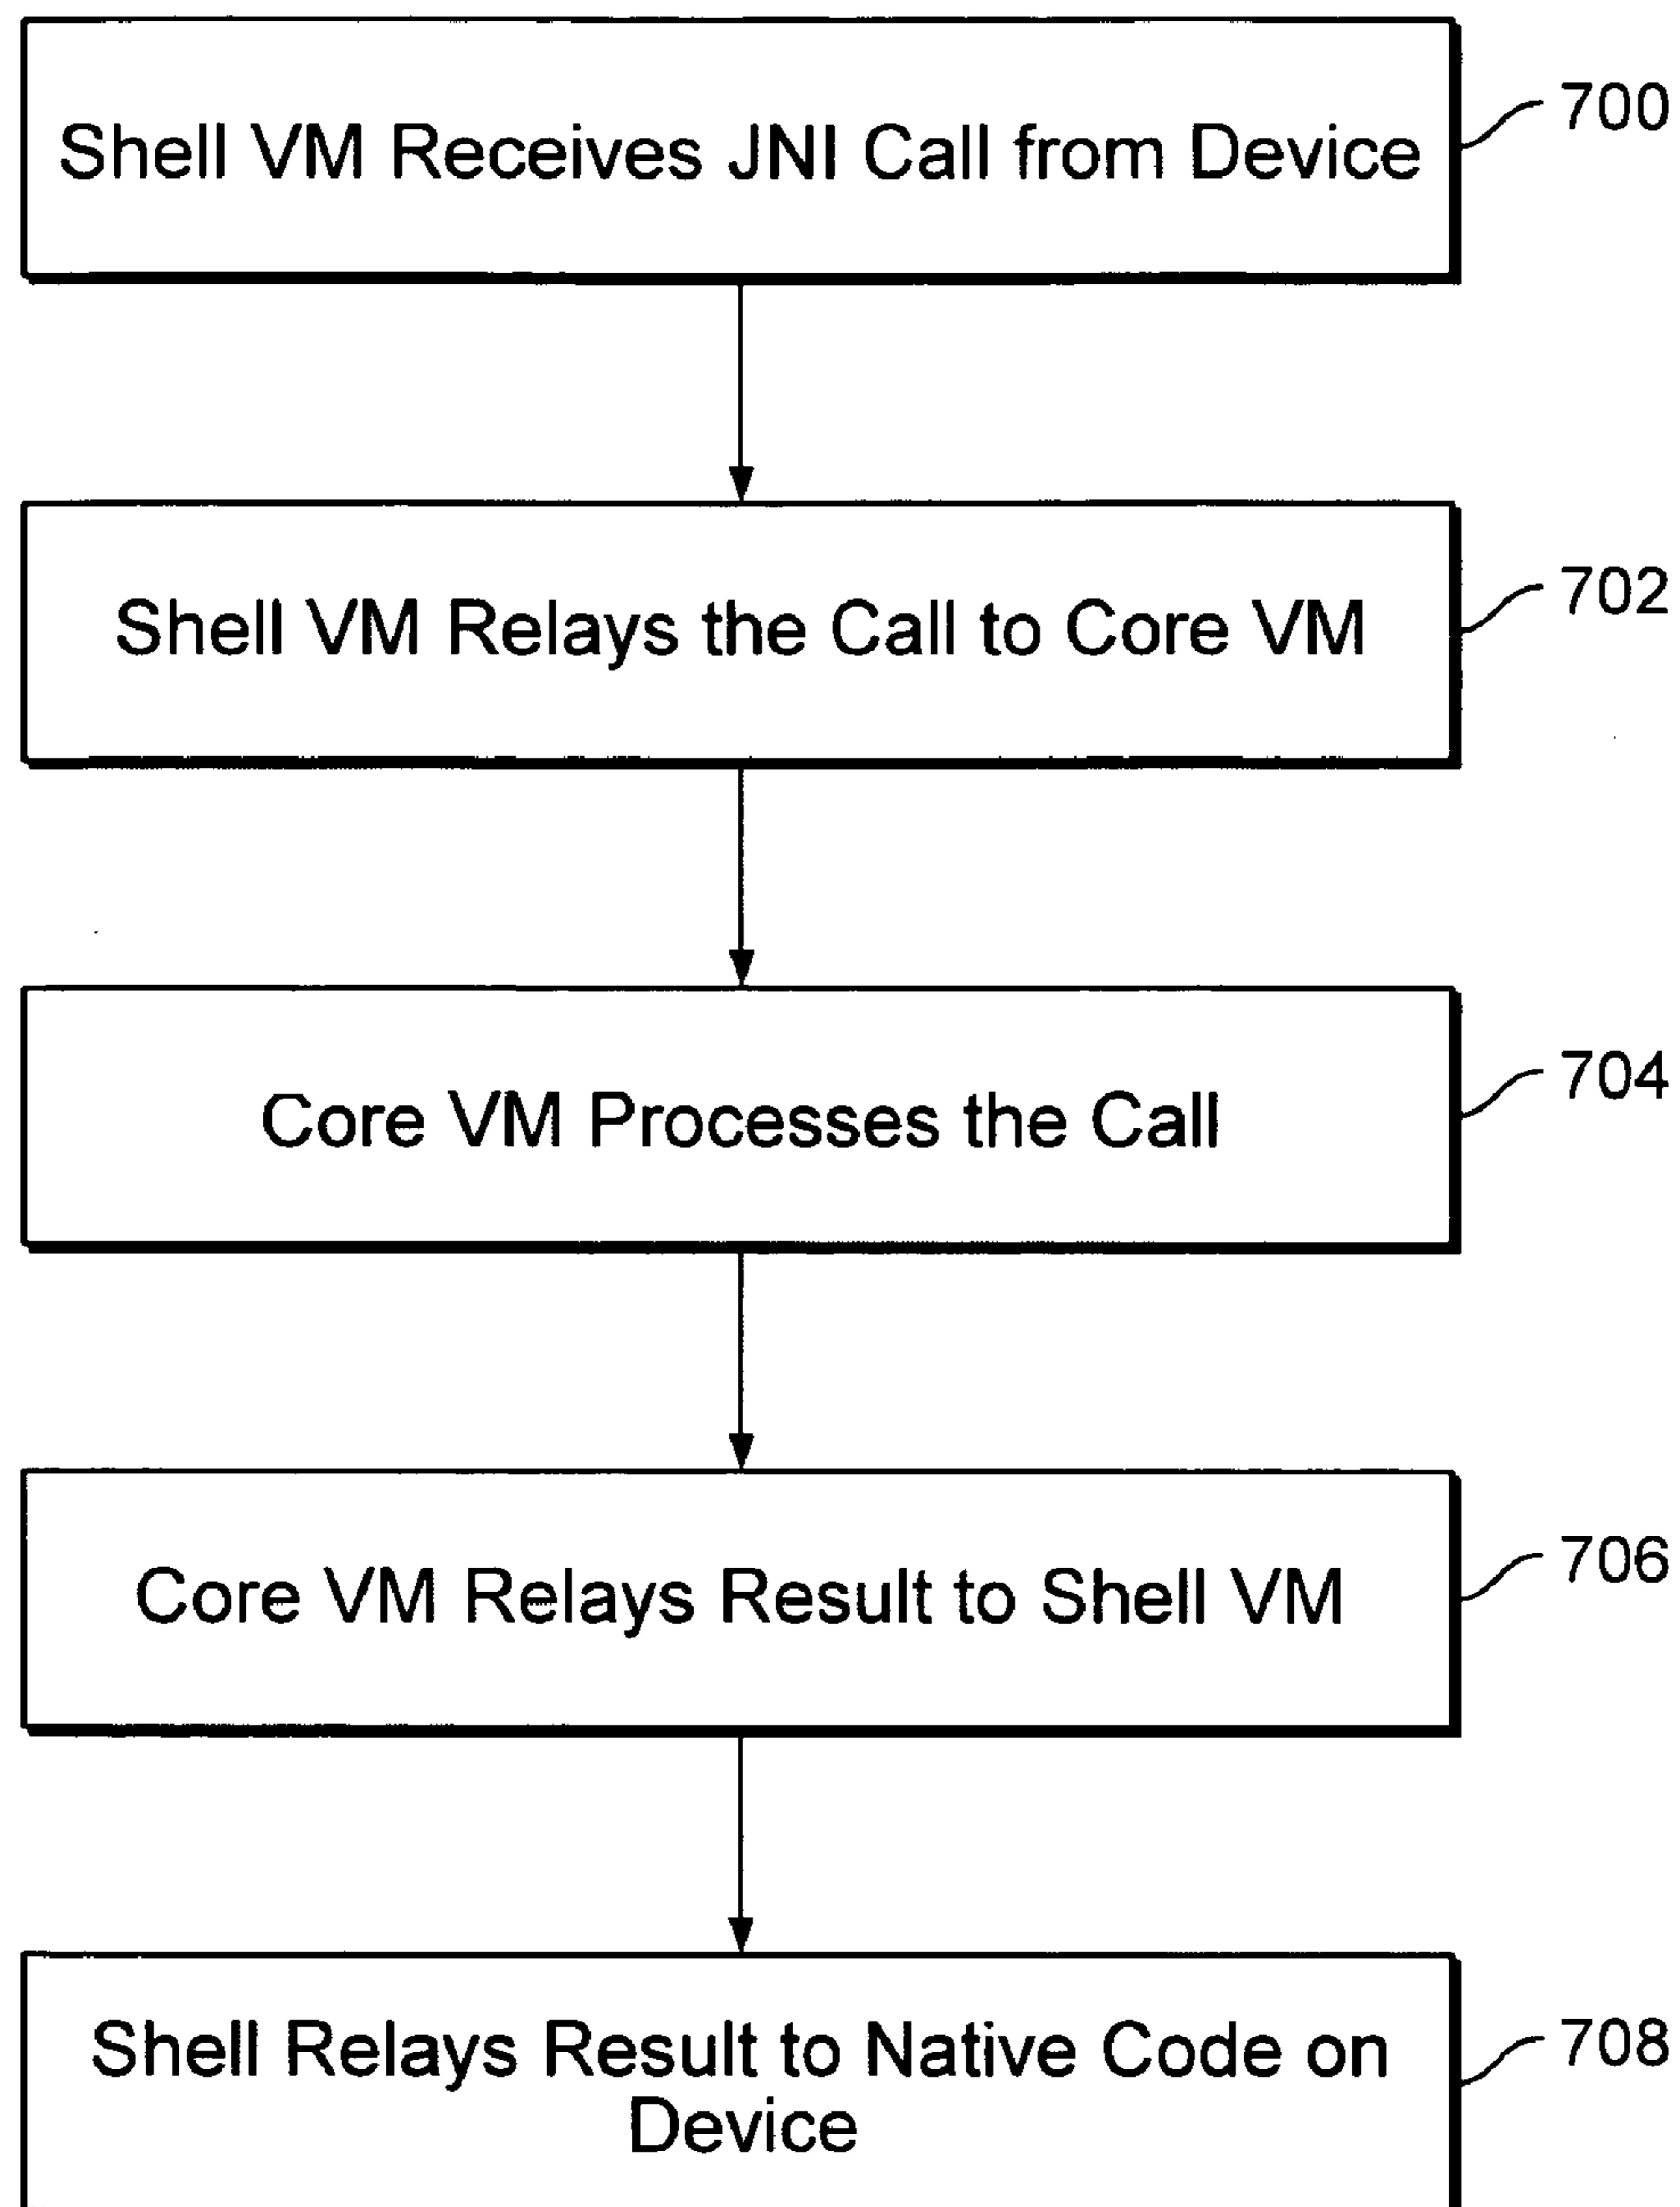 Shell VM Receives JNI Call from Device
700
Shell VM Relays the Call to Core VM
702
Core VM Processes the Call
704
Core VM Relays Result to Shell VM
706
Shell Relays Result to Native Code on
Device
708